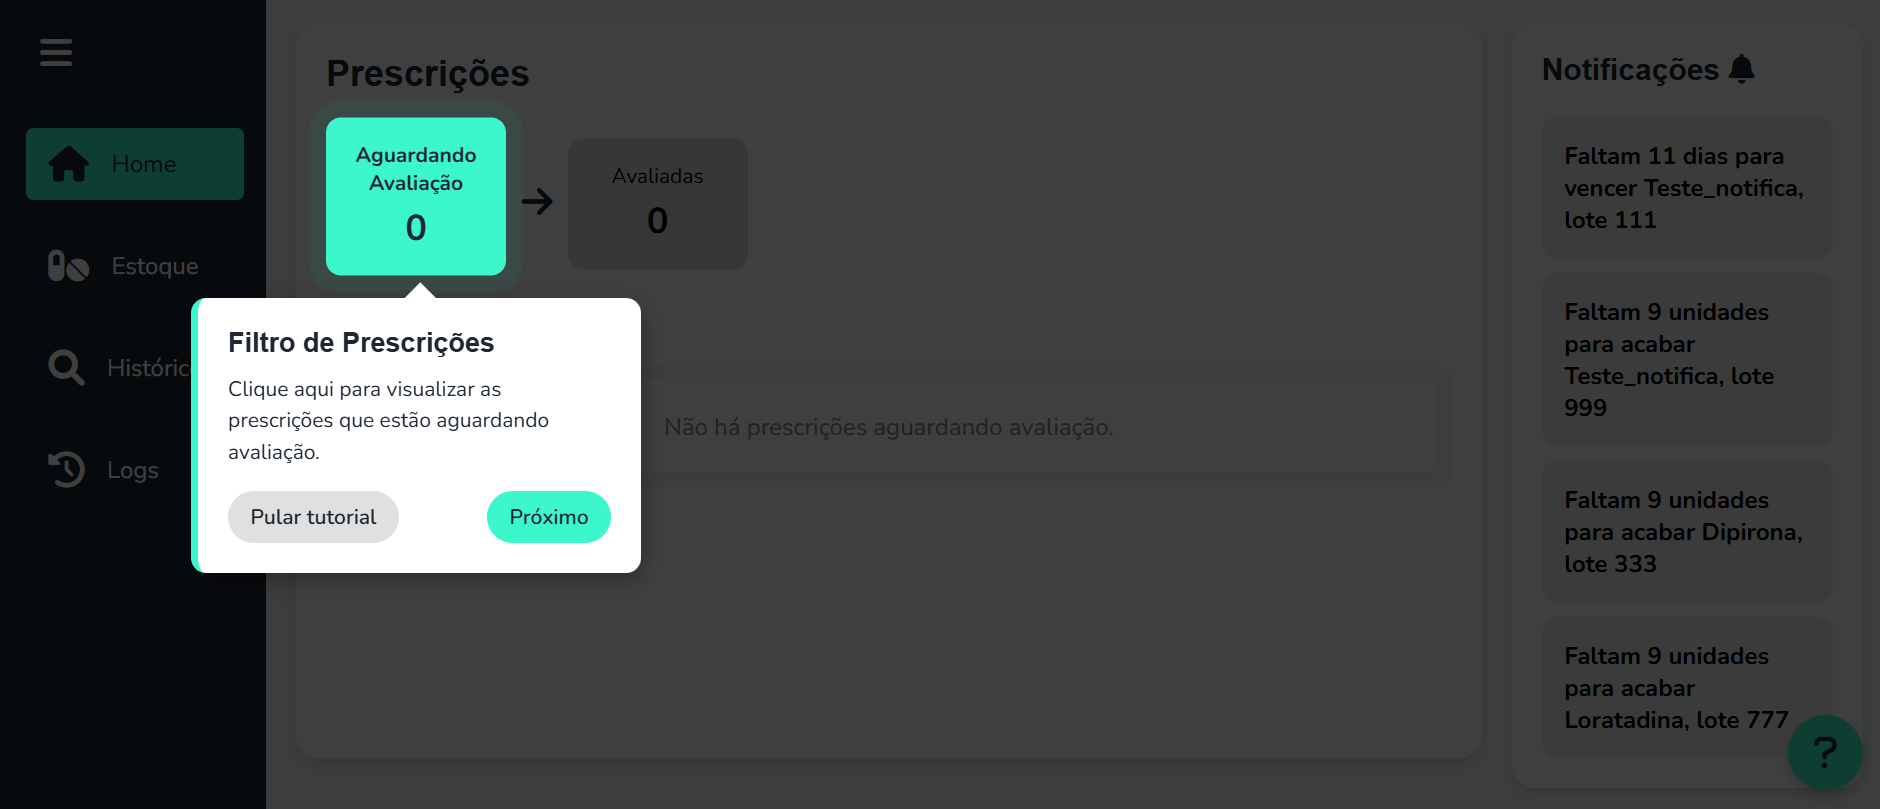 Home
Estoque
Históric
Logs
Prescrições
Aguardando
Avaliação
0
Avaliadas
0
Filtro de Prescrições
Clique aqui para visualizar as
prescrições que estão aguardando
avaliação.
Pular tutorial
Próximo
Não há prescrições aguardando avaliação.
Notificações
Faltam 11 dias para
vencer Teste_notifica,
lote 111
Faltam 9 unidades
para acabar
Teste_notifica, lote
999
Faltam 9 unidades
para acabar Dipirona,
lote 333
Faltam 9 unidades
para acabar
Loratadina, lote 777
?